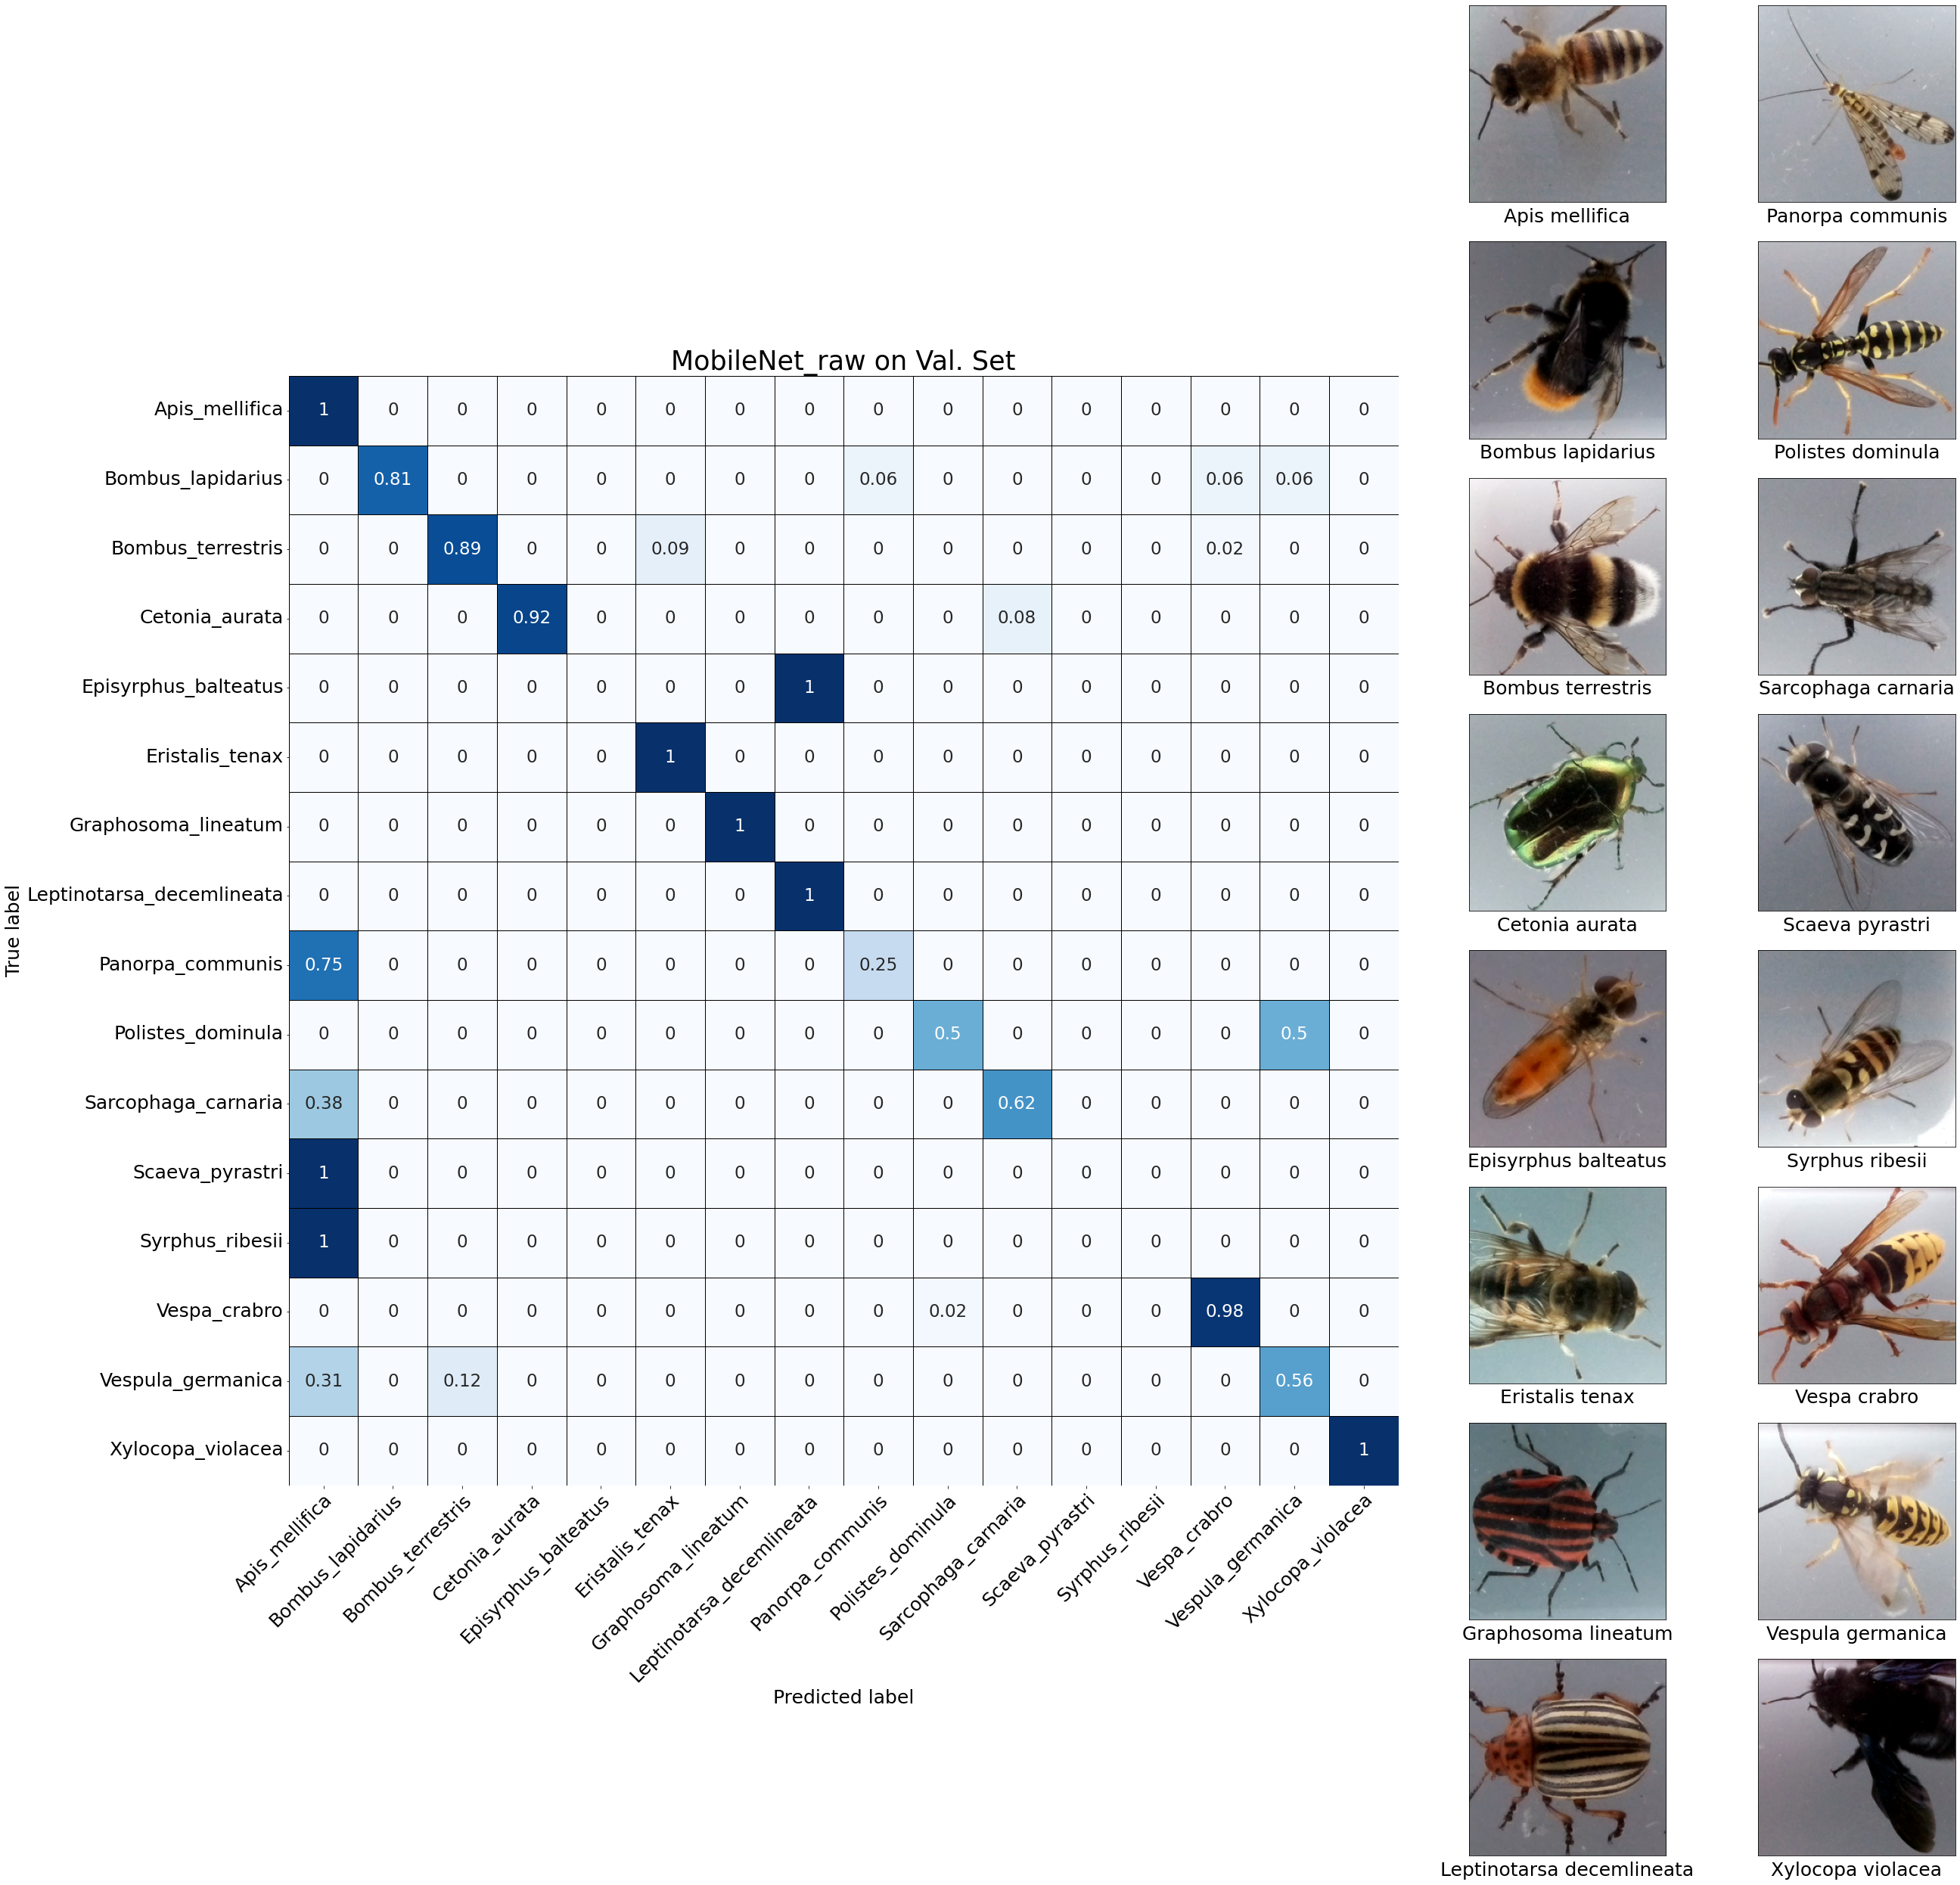 MobileNet_raw on Val. Set
True label
Apis_mellifica 1 0 0 0 0 0 0 0 0 0 0 0 0 0 0 0
Bombus_lapidarius 0 0.81 0 0 0 0 0 0 0.06 0 0 0 0 0.06 0.06 0
Bombus_terrestris 0 0 0.89 0 0 0.09 0 0 0 0 0 0 0 0.02 0 0
Cetonia_aurata 0 0 0 0.92 0 0 0 0 0 0 0.08 0 0 0 0 0
Episyrphus_balteatus 0 0 0 0 0 0 0 1 0 0 0 0 0 0 0 0
Eristalis_tenax 0 0 0 0 0 1 0 0 0 0 0 0 0 0 0 0
Graphosoma_lineatum 0 0 0 0 0 0 1 0 0 0 0 0 0 0 0 0
Leptinotarsa_decemlineata 0 0 0 0 0 0 0 1 0 0 0 0 0 0 0 0
Panorpa_communis 0.75 0 0 0 0 0 0 0 0.25 0 0 0 0 0 0 0
Polistes_dominula 0 0 0 0 0 0 0 0 0 0.5 0 0 0 0 0.5 0
Sarcophaga_carnaria 0.38 0 0 0 0 0 0 0 0 0 0.62 0 0 0 0 0
Scaeva_pyrastri 1 0 0 0 0 0 0 0 0 0 0 0 0 0 0 0
Syrphus_ribesii 1 0 0 0 0 0 0 0 0 0 0 0 0 0 0 0
Vespa_crabro 0 0 0 0 0 0 0 0 0 0.02 0 0 0 0.98 0 0
Vespula_germanica 0.31 0 0.12 0 0 0 0 0 0 0 0 0 0 0 0.56 0
Xylocopa_violacea 0 0 0 0 0 0 0 0 0 0 0 0 0 0 0 1
Apis_mellifica
Bombus_lapidarius
Bombus_terrestris
Cetonia_aurata
Episyrphus_balteatus
Eristalis_tenax
Graphosoma_lineatum
Leptinotarsa_decemlineata
Panorpa_communis
Polistes_dominula
Sarcophaga_carnaria
Scaeva_pyrastri
Syrphus_ribesii
Vespa_crabro
Vespula_germanica
Xylocopa_violacea
Predicted label
Apis mellifica
Panorpa communis
Bombus lapidarius
Polistes dominula
Bombus terrestris
Sarcophaga carnaria
Cetonia aurata
Scaeva pyrastri
Episyrphus balteatus
Syrphus ribesii
Eristalis tenax
Vespa crabro
Graphosoma lineatum
Vespula germanica
Leptinotarsa decemlineata
Xylocopa violacea